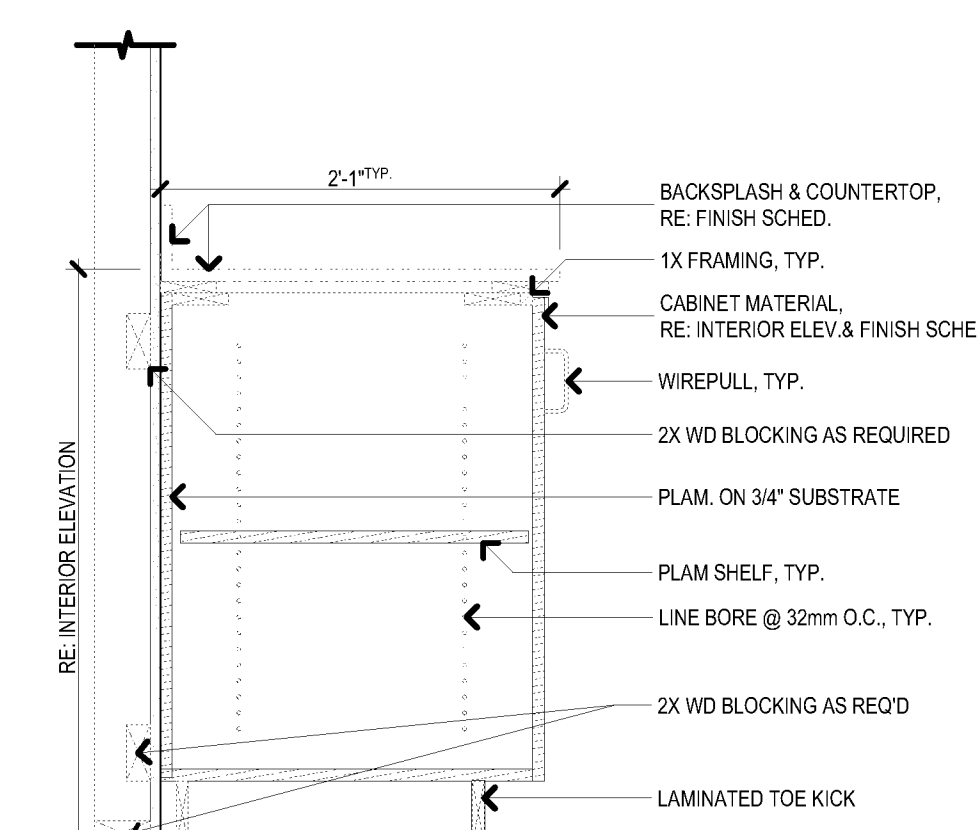 2'-1" TYP.
BACKSPLASH & COUNTERTOP,
RE: FINISH SCHED.
1X FRAMING, TYP.
CABINET MATERIAL,
RE: INTERIOR ELEV.& FINISH SCHE
WIREPULL, TYP.
2X WD BLOCKING AS REQUIRED
RE: INTERIOR ELEVATION
PLAM. ON 3/4" SUBSTRATE
PLAM SHELF, TYP.
LINE BORE @ 32mm O.C., TYP.
2X WD BLOCKING AS REQ'D
LAMINATED TOE KICK